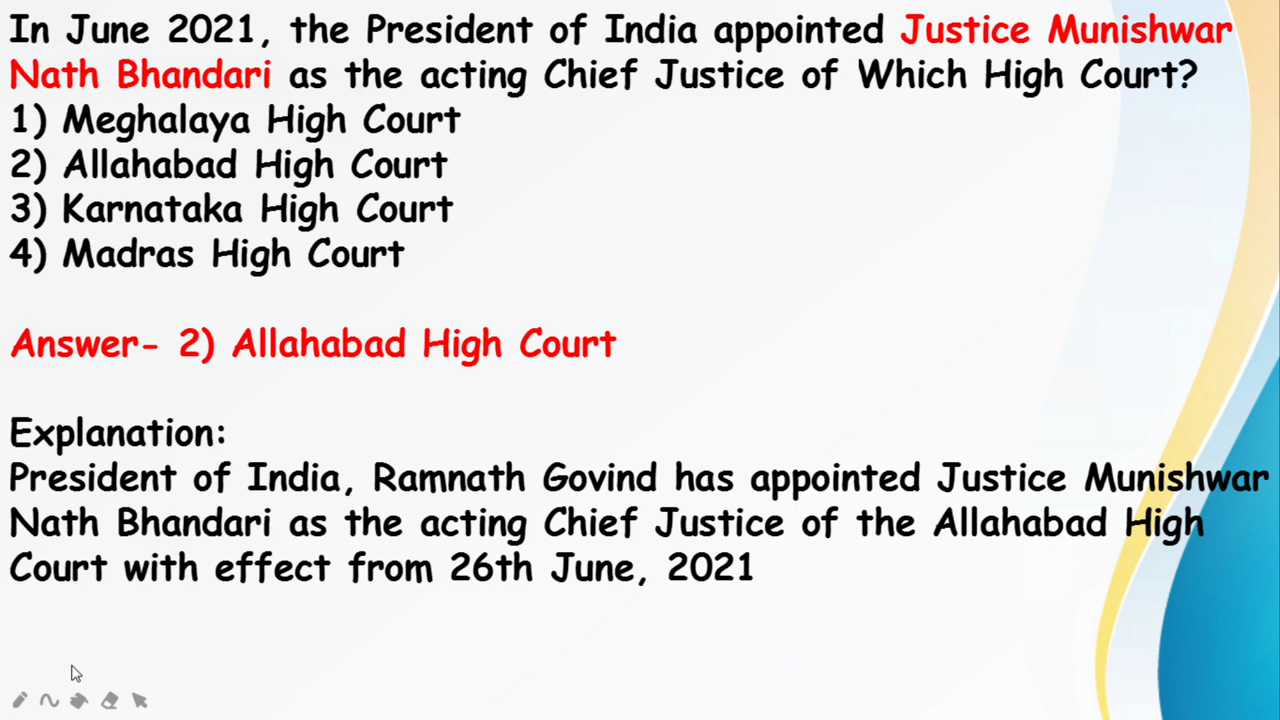 In June 2021, the President of India appointed Justice Munishwar
Nath Bhandari as the acting Chief Justice of Which High Court?
1) Meghalaya High Court
2) Allahabad High Court
3) Karnataka High Court
4) Madras High Court
Answer- 2) Allahabad High Court
Explanation:
President of India, Ramnath Govind has appointed Justice Munishwar
Nath Bhandari as the acting Chief Justice of the Allahabad High
Court with effect from 26th June, 2021